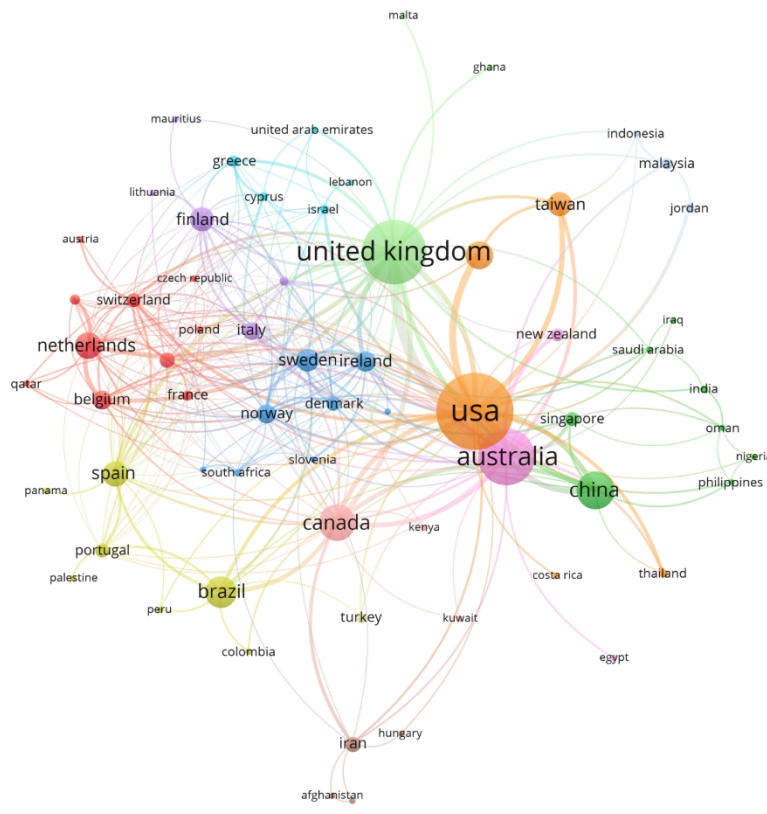 malta
ghana
mauritius
united arab emirates
indonesia
greece
malaysia
lebanon
lithuania
cyprus
israel
taiwan
jordan
finland
austria
united kingdom
czech republic
switzerland
iraq
poland
italy
new zealand
netherlands
saudi arabia
sweden
ireland
qatar
france
india
belgium
denmark
usa
norway
singapore
oman
australia
nigeria
slovenia
spain
south africa
philippines
panama
china
canada
kenya
portugal
palestine
costa rica
thailand
brazil
peru
turkey
kuwait
colombia
egypt
hungary
iran
afghanistan